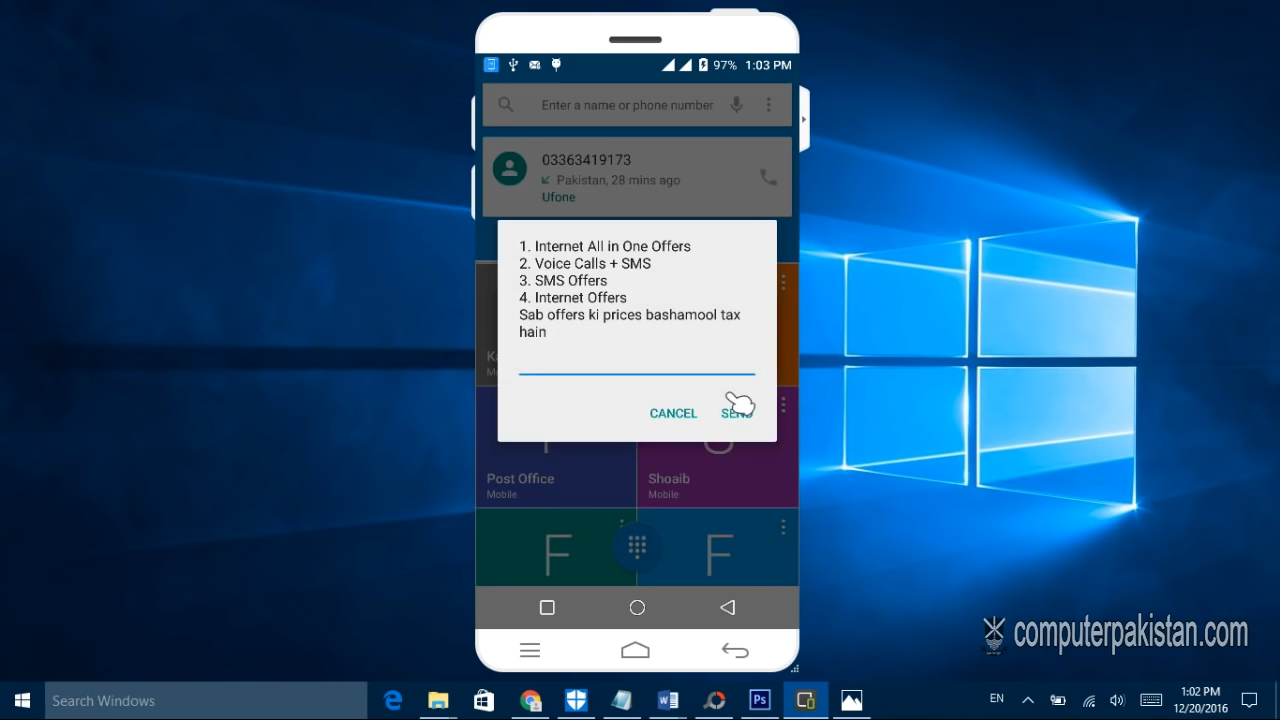 97% 1:03 PM
Enter a name or phone number
03363419173
Pakistan, 28 mins ago
Ufone
1. Internet All in One Offers
2. Voice Calls + SMS
3. SMS Offers
4. Internet Offers
Sab offers ki prices bashamool tax
hain
CANCEL SEND
Post Office
Mobile
Shoaib
Mobile
F
F
computerpakistan.com
Search Windows
Ps
EN
1:02 PM
12/20/2016